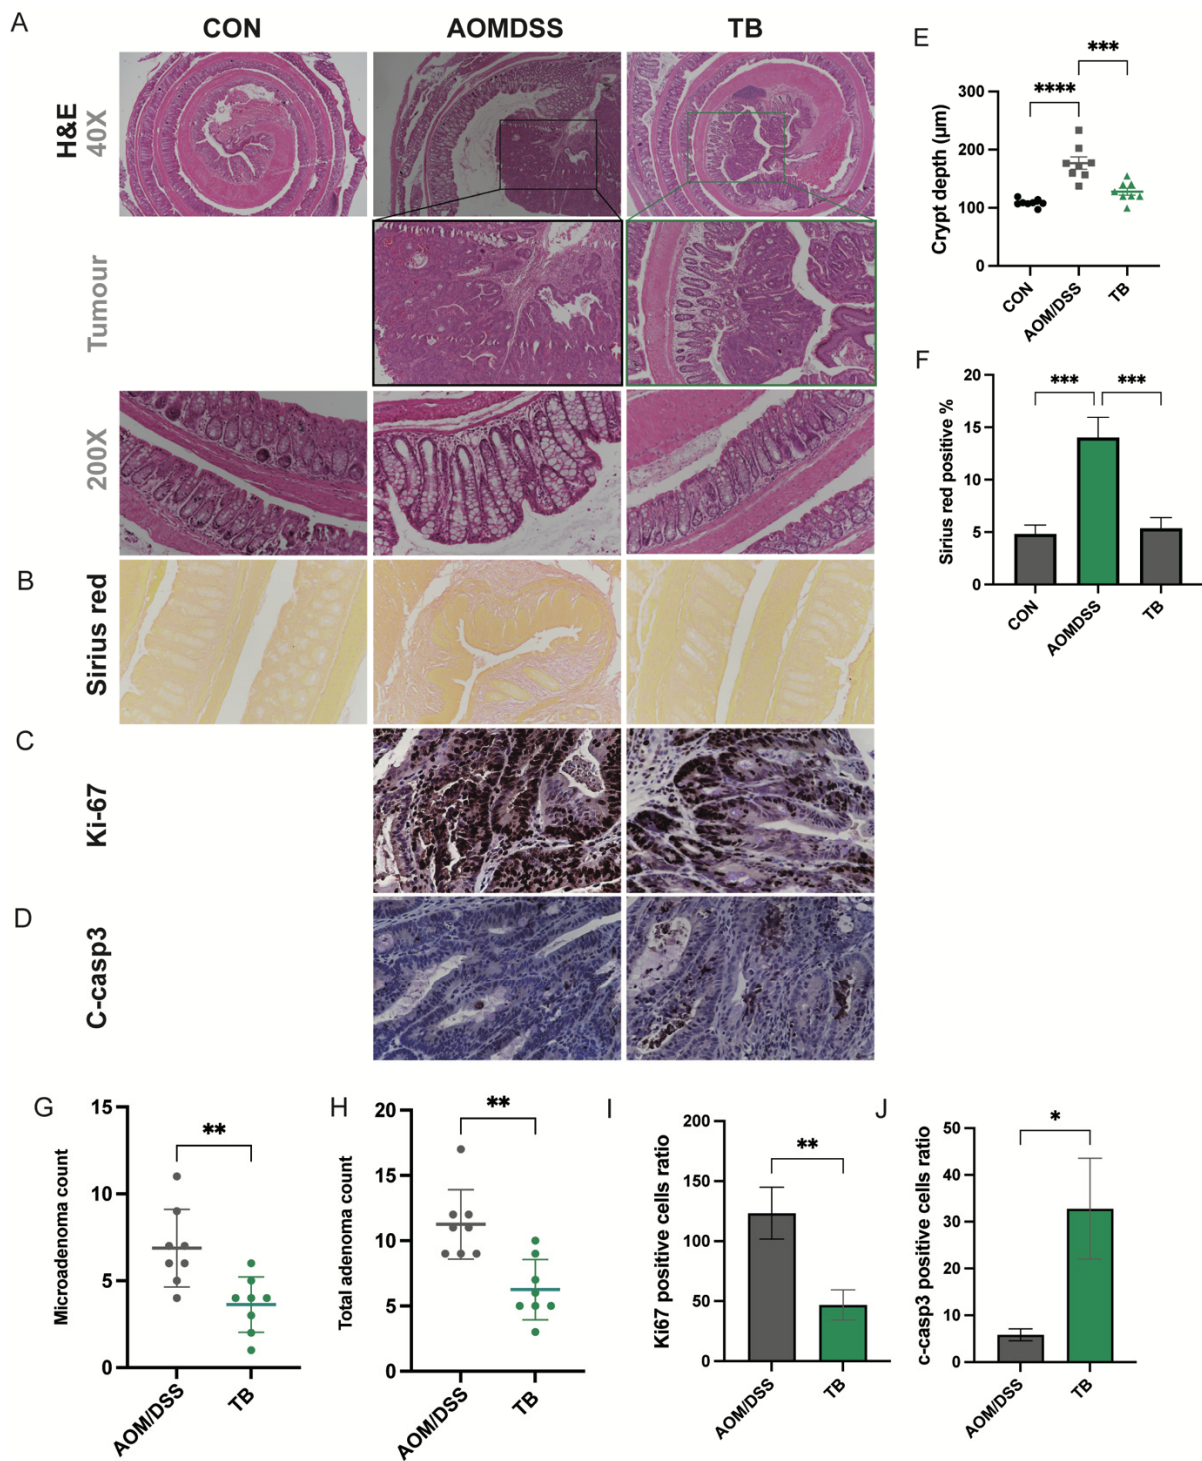 A
CON
AOMDSS
TB
H&E
40X
Tumour
200X
B
Sirius red
C
Ki-67
D
C-casp3
E
Crypt depth (µm)
300
200
100
0
****
***
CON
AOM/DSS
TB
F
Sirius red positive %
20
15
10
5
0
***
***
CON
AOMDSS
TB
G
Microadenoma count
15
10
5
0
**
AOM/DSS
TB
H
Total adenoma count
20
15
10
5
0
**
AOM/DSS
TB
I
Ki67 positive cells ratio
200
150
100
50
0
**
AOM/DSS
TB
J
c-casp3 positive cells ratio
50
40
30
20
10
0
*
AOM/DSS
TB